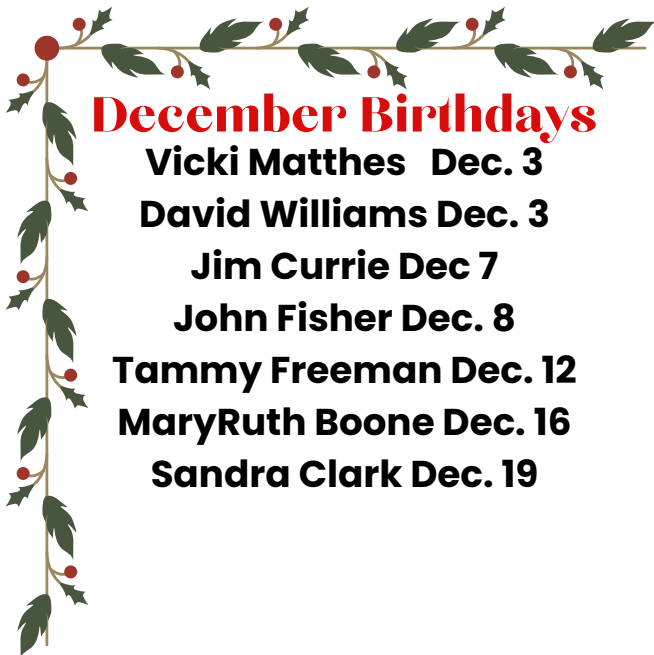 December Birthdays
Vicki Matthes   Dec. 3
David Williams Dec. 3
Jim Currie Dec 7
John Fisher Dec. 8
Tammy Freeman Dec. 12
MaryRuth Boone Dec. 16
Sandra Clark Dec. 19